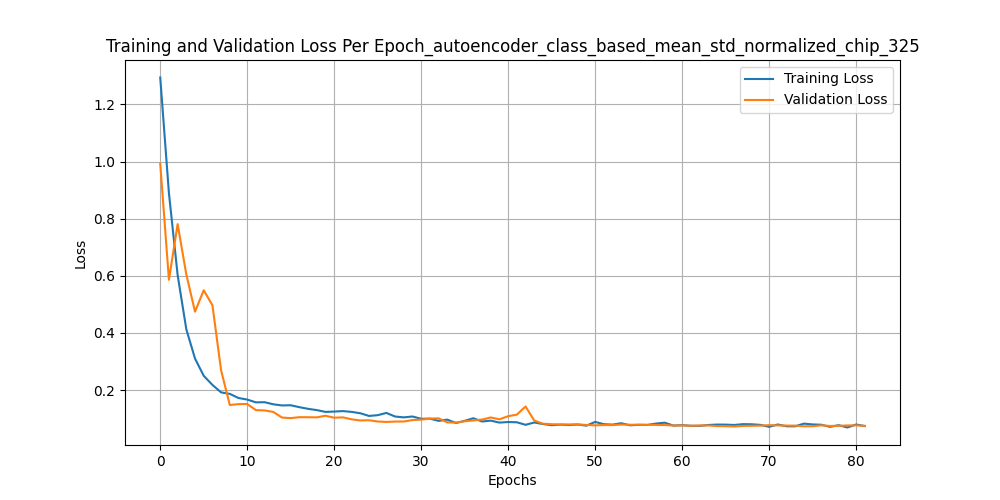 Training and Validation Loss Per Epoch_autoencoder_class_based_mean_std_normalized_chip_325
Training Loss
Validation Loss
1.2
1.0
0.8
0.6
0.4
0.2
Loss
0 10 20 30 40 50 60 70 80
Epochs